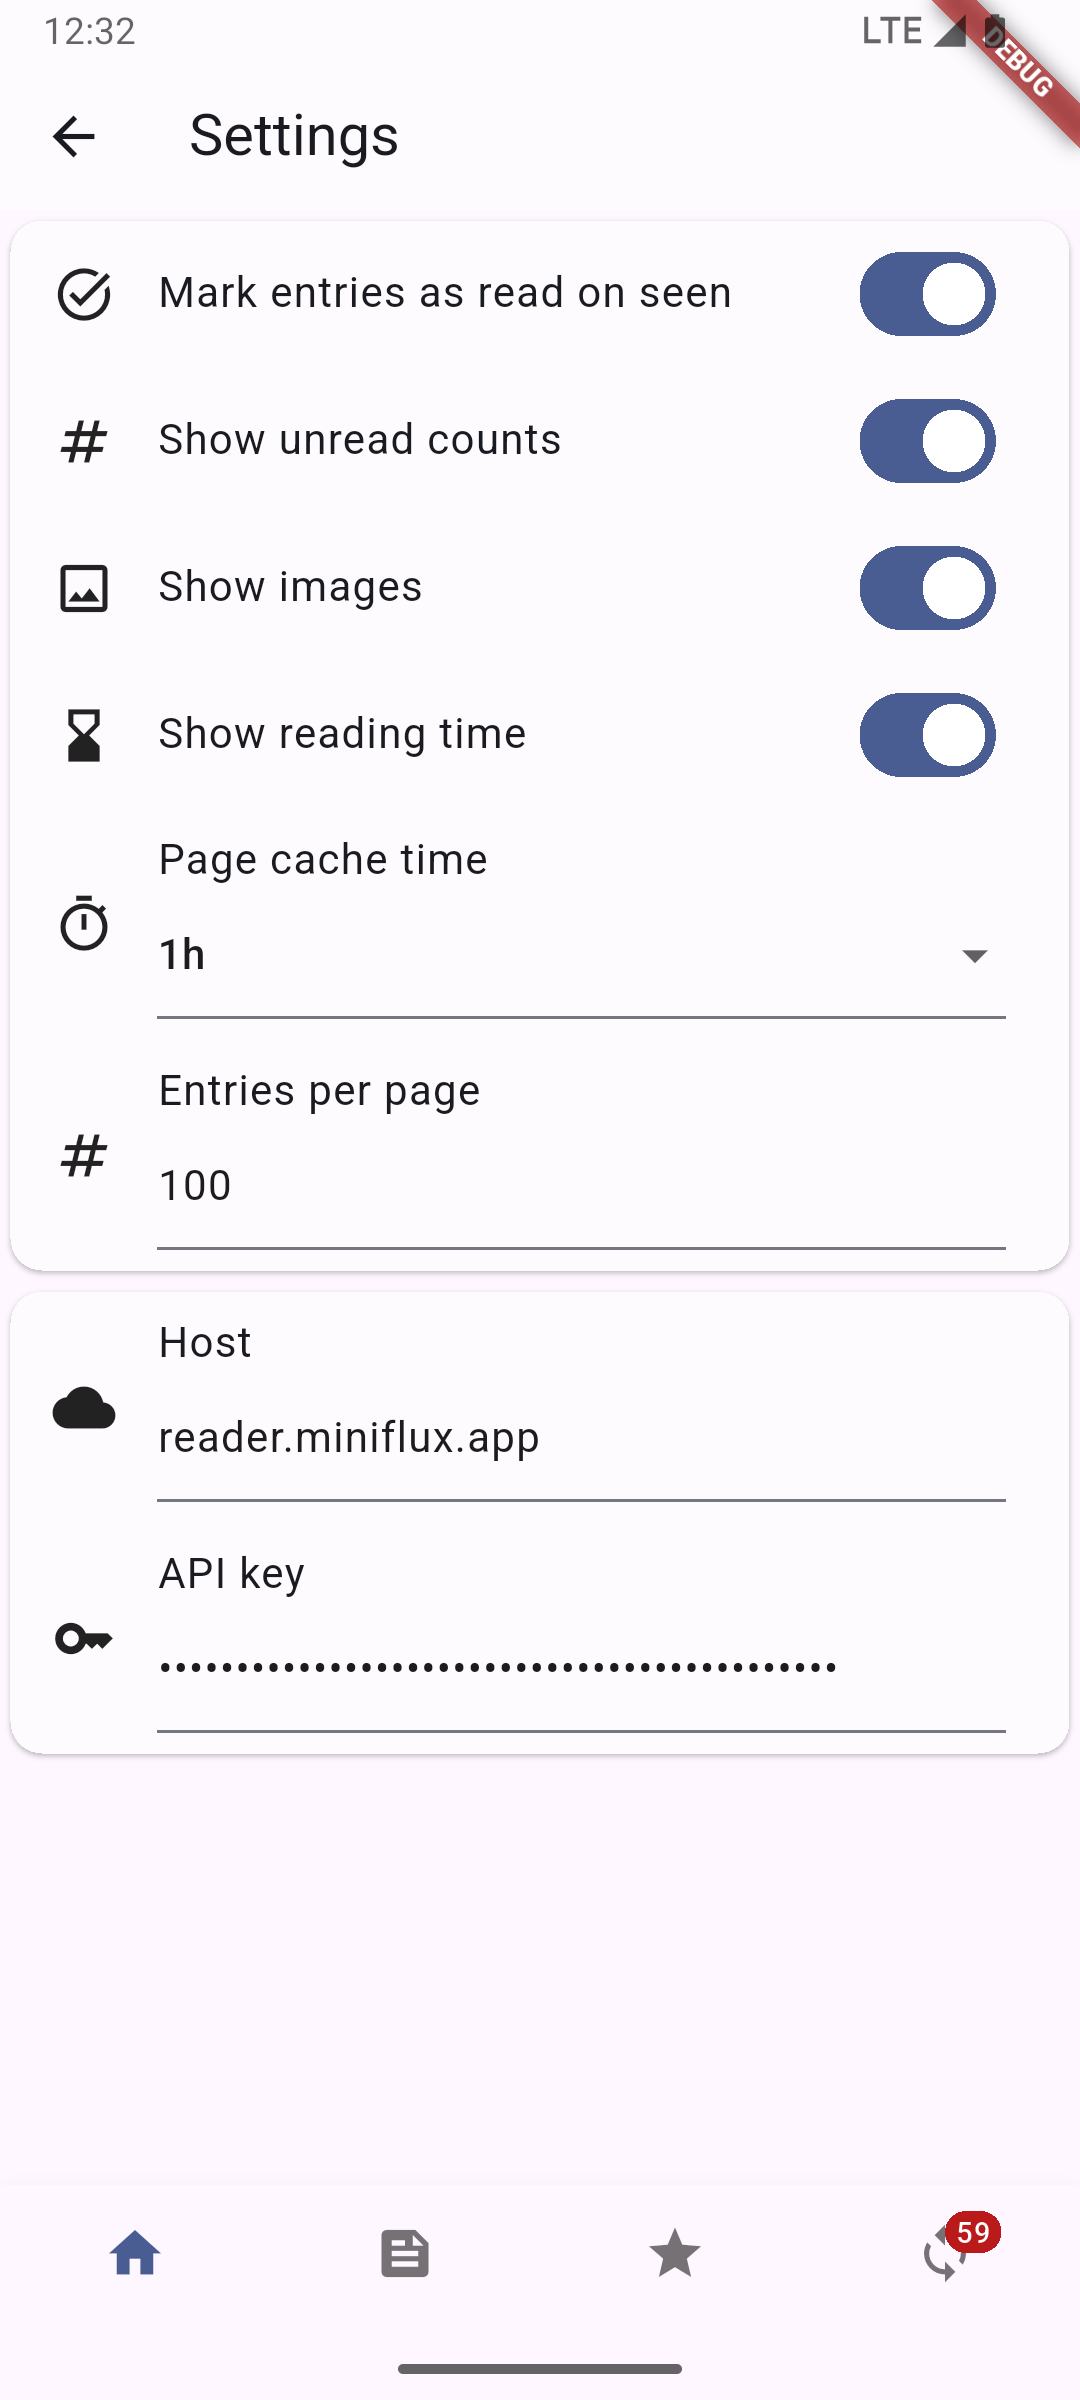 12:32
LTE
DEBUG
Settings
Mark entries as read on seen
Show unread counts
Show images
Show reading time
Page cache time
1h
Entries per page
100
Host
reader.miniflux.app
API key
••••••••••••••••••••••••••••••••••••••••••••
59